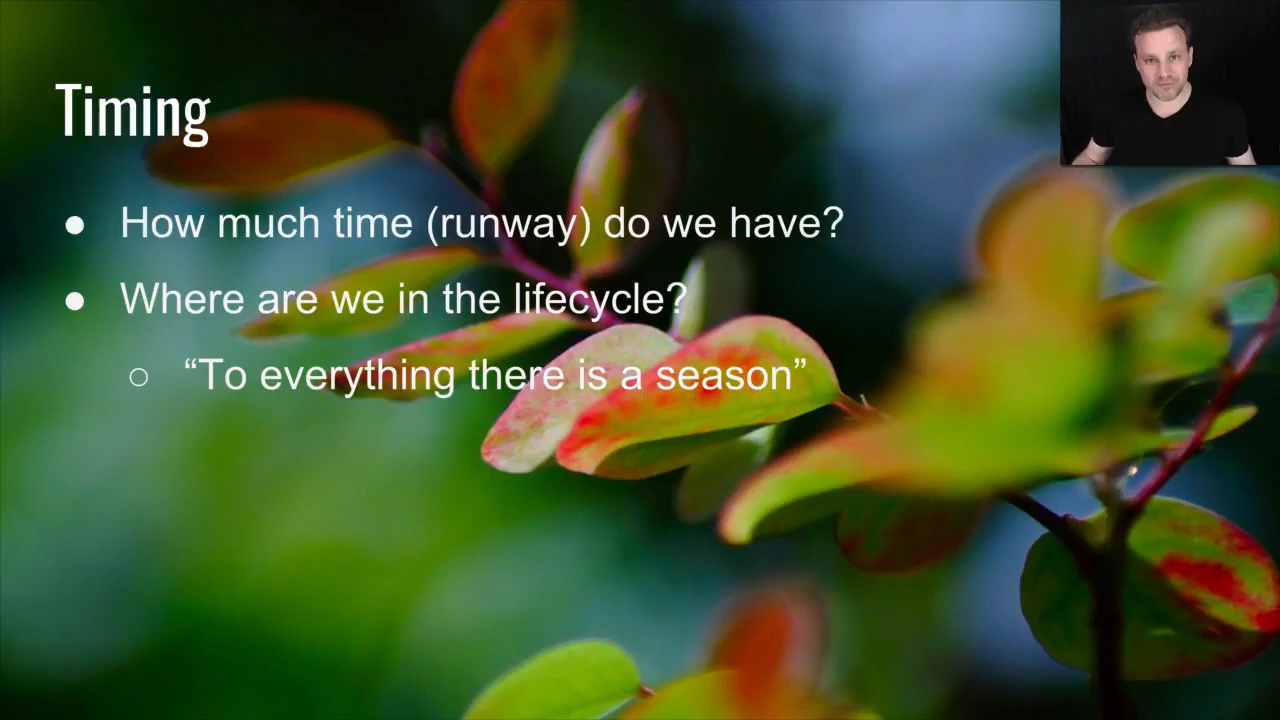 Timing
● How much time (runway) do we have?
● Where are we in the lifecycle?
○ “To everything there is a season”